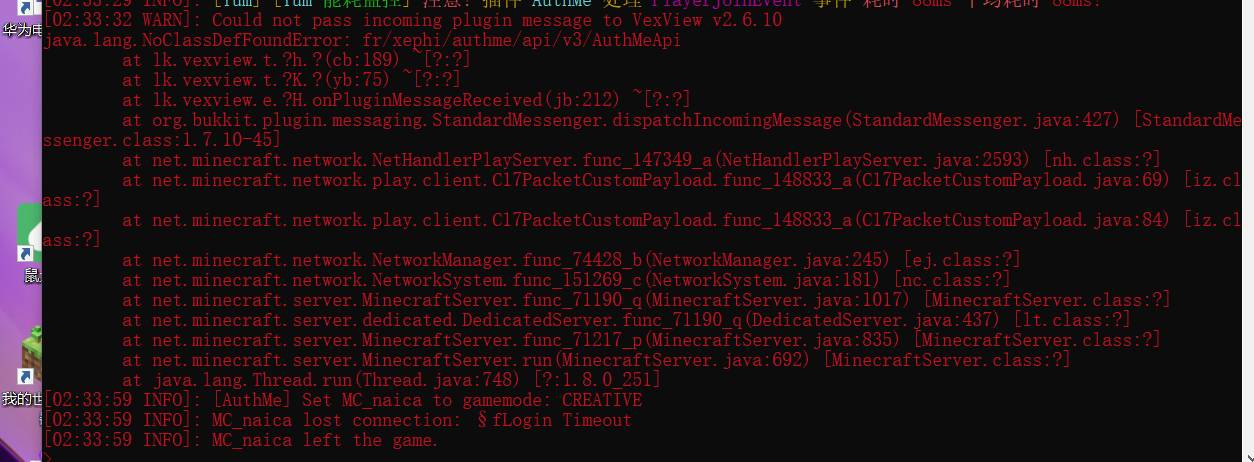 [02:33:29 INFO]: [Yum] [Yum 能耗监控] 注意! 插件 AuthMe 处理 PlayerJoinEvent 事件 耗时
[02:33:32 WARN]: Could not pass incoming plugin message to VexView v2.6.10
java.lang.NoClassDefFoundError: fr/xephi/authme/api/v3/AuthMeApi
at lk.vexview.t.?h.?(cb:189) ~[?:?]
at lk.vexview.t.?K.?(yb:75) ~[?:?]
at lk.vexview.e.?H.onPluginMessageReceived(jb:212) ~[?:?]
at org.bukkit.plugin.messaging.StandardMessenger.dispatchIncomingMessage(StandardMessenger.java:427) [StandardMe
ssenger.class:1.7.10-45]
at net.minecraft.network.NetHandlerPlayServer.func_147349_a(NetHandlerPlayServer.java:2593) [nh.class:?]
at net.minecraft.network.play.client.C17PacketCustomPayload.func_148833_a(C17PacketCustomPayload.java:69) [iz.cl
ass:?]
at net.minecraft.network.play.client.C17PacketCustomPayload.func_148833_a(C17PacketCustomPayload.java:84) [iz.cl
ass:?]
at net.minecraft.network.NetworkManager.func_74428_b(NetworkManager.java:245) [ej.class:?]
at net.minecraft.network.NetworkSystem.func_151269_c(NetworkSystem.java:181) [nc.class:?]
at net.minecraft.server.MinecraftServer.func_71190_q(MinecraftServer.java:1017) [MinecraftServer.class:?]
at net.minecraft.server.dedicated.DedicatedServer.func_71190_q(DedicatedServer.java:437) [lt.class:?]
at net.minecraft.server.MinecraftServer.func_71217_p(MinecraftServer.java:835) [MinecraftServer.class:?]
at net.minecraft.server.MinecraftServer.run(MinecraftServer.java:692) [MinecraftServer.class:?]
at java.lang.Thread.run(Thread.java:748) [?:1.8.0_251]
[02:33:59 INFO]: [AuthMe] Set MC_naica to gamemode: CREATIVE
[02:33:59 INFO]: MC_naica lost connection: §fLogin Timeout
[02:33:59 INFO]: MC_naica left the game.
>
华为电
鼠
我的世